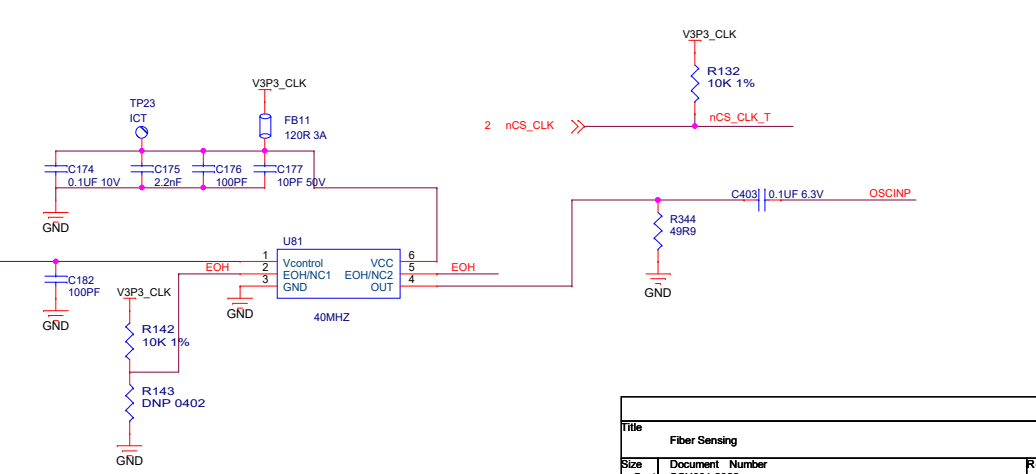 V3P3_CLK
R132
10K 1%
2 nCS_CLK
nCS_CLK_T
V3P3_CLK
TP23
ICT
FB11
120R 3A
C174
0.1UF 10V
C175
2.2nF
C176
100PF
C177
10PF 50V
GND
C403
0.1UF 6.3V
OSCINP
R344
49R9
GND
U81
1 Vcontrol
2 EOH/NC1
3 GND
VCC 6
EOH/NC2 5
OUT 4
EOH
EOH
40MHZ
GND
C182
100PF
GND
V3P3_CLK
R142
10K 1%
R143
DNP 0402
GND
Title
Fiber Sensing
Size
Document Number
R